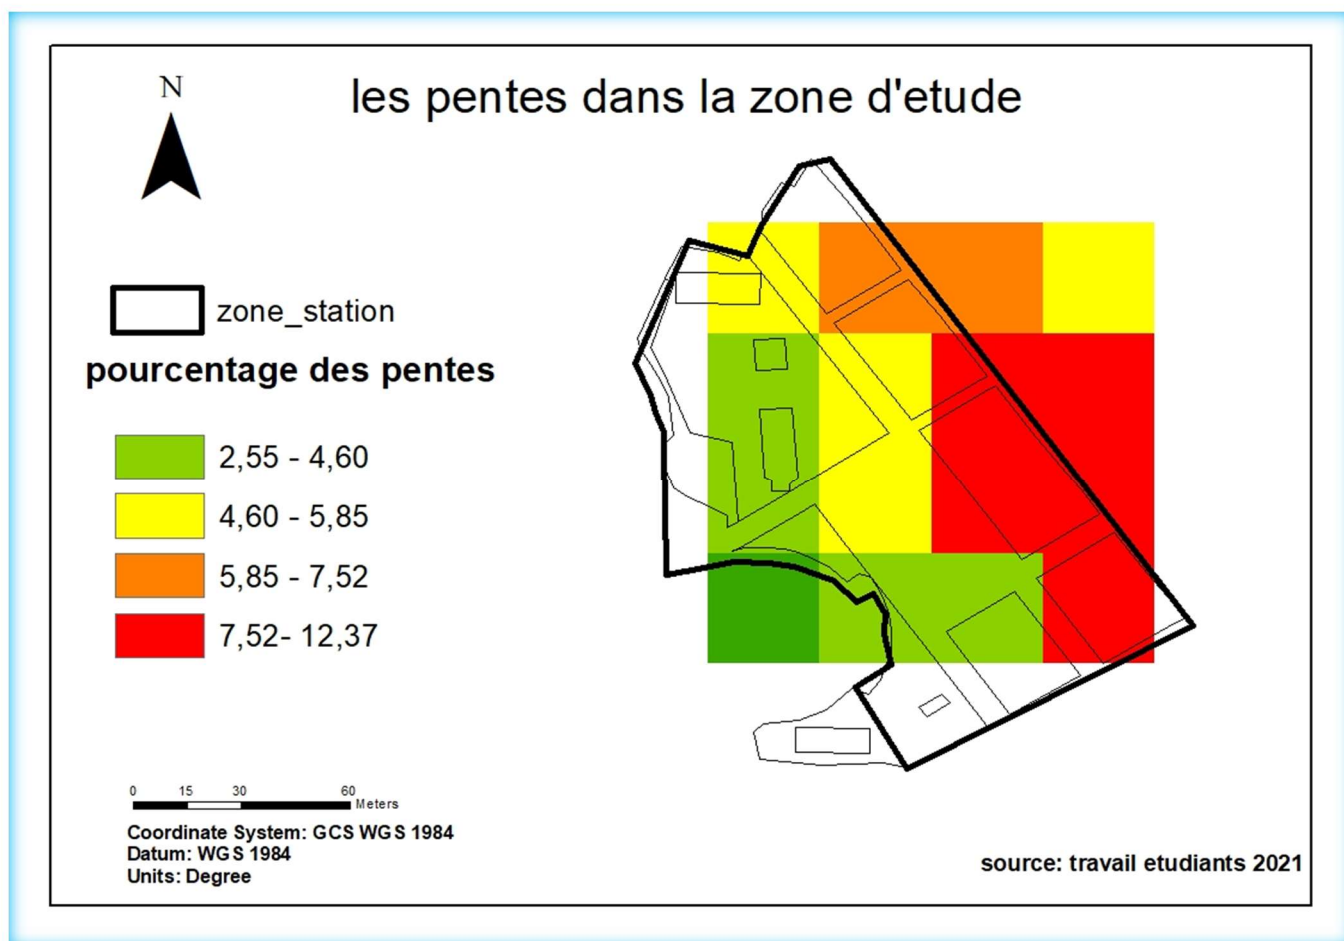 N
les pentes dans la zone d'etude
zone_station
pourcentage des pentes
2,55 - 4,60
4,60 - 5,85
5,85 - 7,52
7,52- 12,37
0 15 30 60
Meters
Coordinate System: GCS WGS 1984
Datum: WGS 1984
Units: Degree
source: travail etudiants 2021